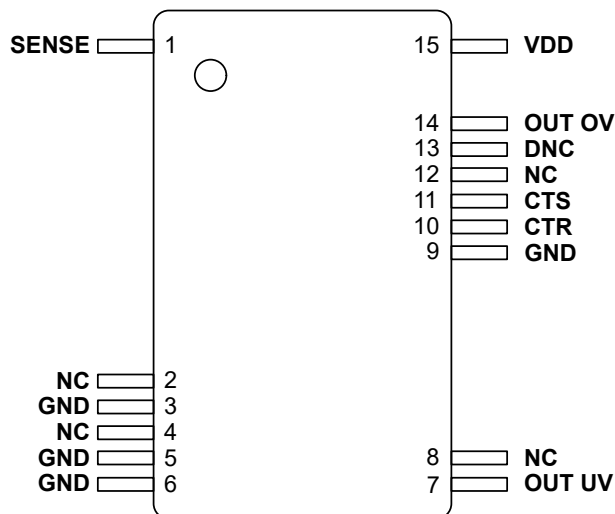 SENSE 1 15 VDD
14 OUT OV
13 DNC
12 NC
11 CTS
10 CTR
9 GND
NC 2
GND 3
NC 4
GND 5 8 NC
GND 6 7 OUT UV